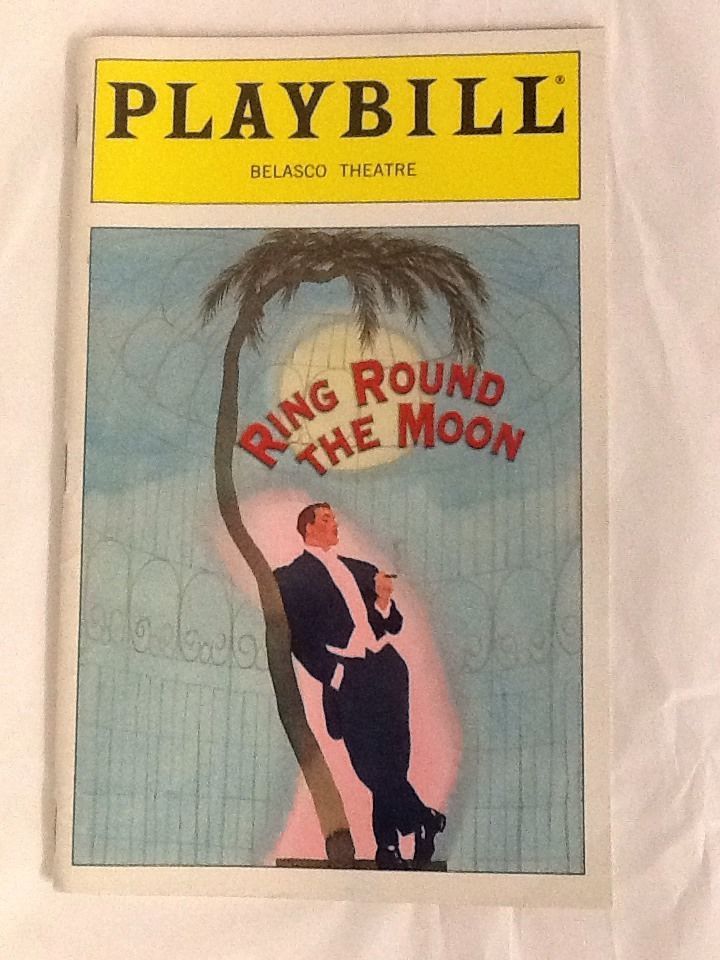 PLAYBILL®
BELASCO THEATRE
RING ROUND
THE MOON